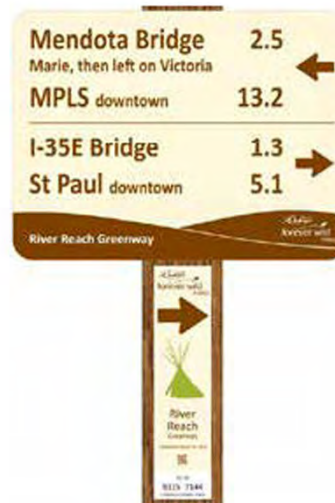 Mendota Bridge 2.5
Marie, then left on Victoria
MPLS downtown 13.2
I-35E Bridge 1.3
St Paul downtown 5.1
River Reach Greenway
forever wild
forever wild
River
Reach
Greenway